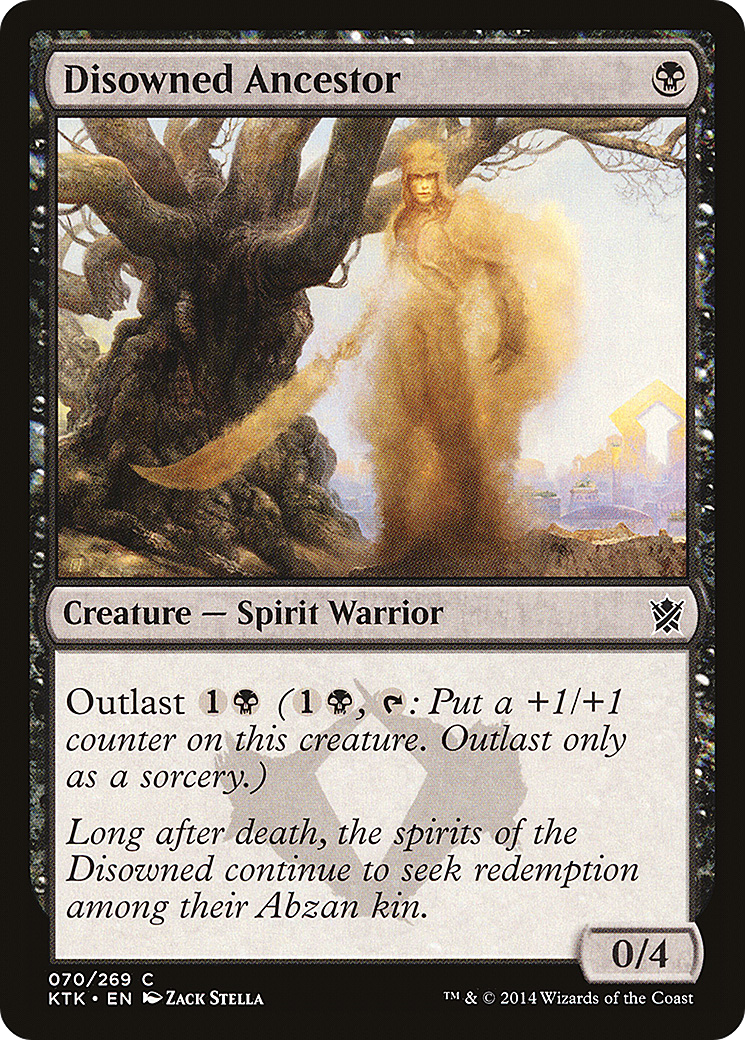 Disowned Ancestor
Creature — Spirit Warrior
Outlast 1 (1, : Put a +1/+1
counter on this creature. Outlast only
as a sorcery.)
Long after death, the spirits of the
Disowned continue to seek redemption
among their Abzan kin.
0/4
070/269 C
KTK • EN Zack Stella
™ & © 2014 Wizards of the Coast